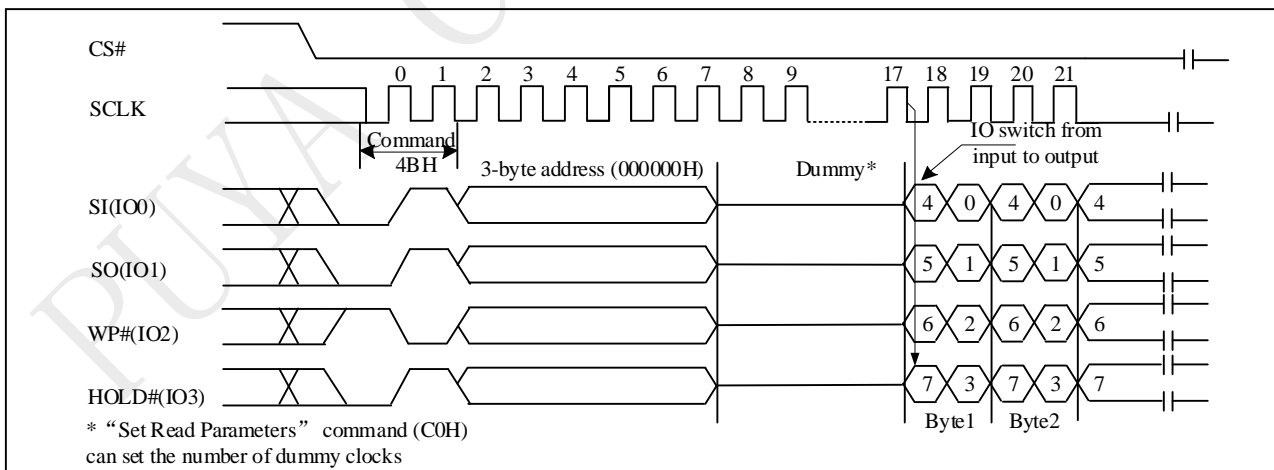 CS#
0 1 2 3 4 5 6 7 8 9 17 18 19 20 21
SCLK
Command
4BH
IO switch from
input to output
3-byte address (000000H)
Dummy*
SI(IO0)
4 0 4 0 4
SO(IO1)
5 1 5 1 5
WP#(IO2)
6 2 6 2 6
HOLD#(IO3)
7 3 7 3 7
Byte1 Byte2
* “Set Read Parameters” command (C0H)
can set the number of dummy clocks
PUYA